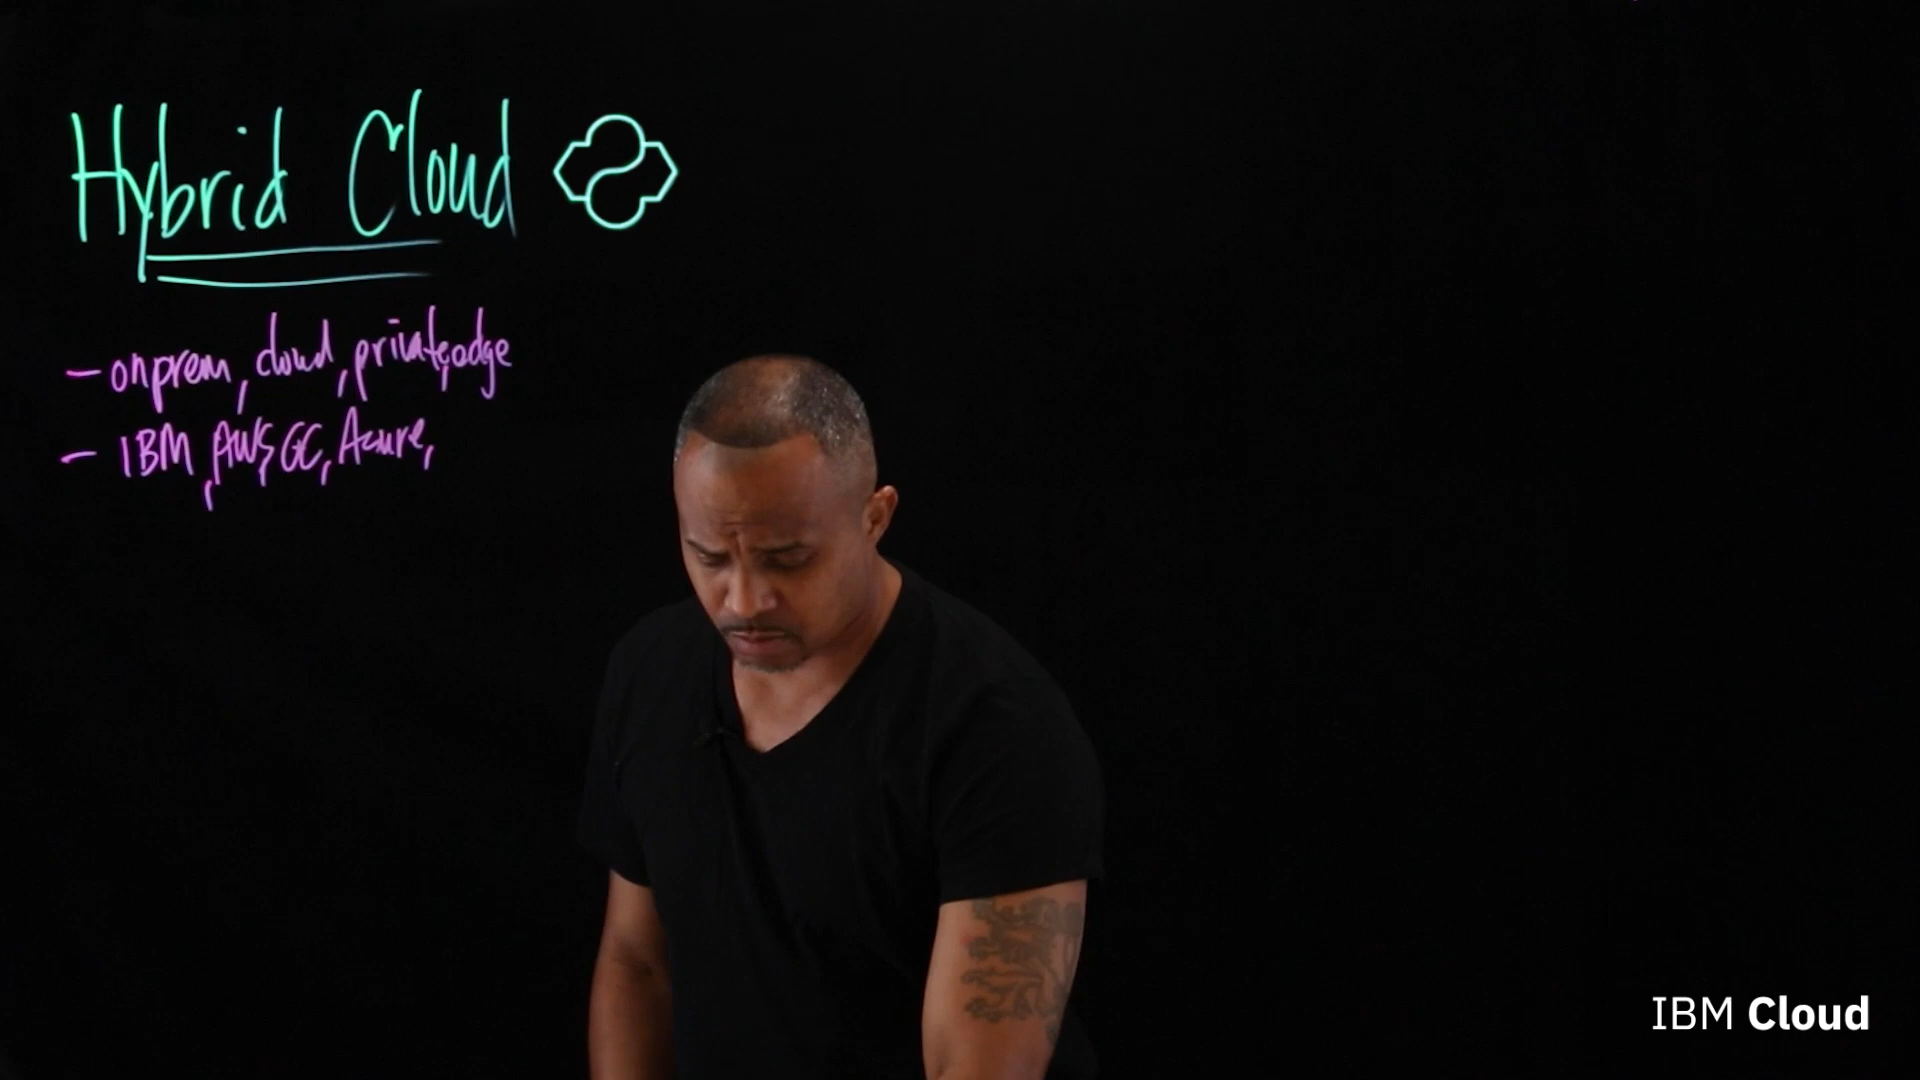 Hybrid Cloud
- onprem, cloud, private, edge
- IBM, AWS, GC, Azure,
IBM Cloud